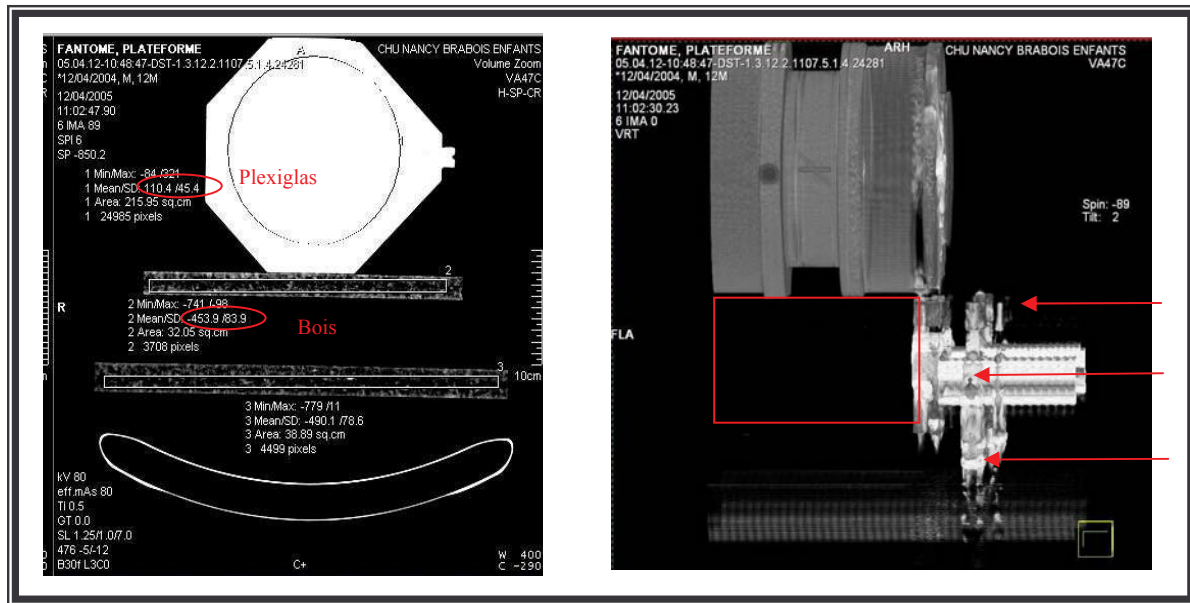 FANTOME, PLATEFORME
CHU NANCY BRABOIS ENFANTS
05.04.12-10:48:47-DST-1.3.12.2.1107.5.1.4.24281
Volume Zoom
*12/04/2004, M, 12M
VA47C
H-SP-CR
12/04/2005
11:02:47.90
6 IMA 89
SPI 6
SP -850.2
A
1 Min/Max: -84 /321
1 Mean/SD: 110.4 /45.4
1 Area: 215.95 sq.cm
1 24985 pixels
Plexiglas
2
R
2 Min/Max: -741 /-98
2 Mean/SD: -453.9 /83.9
2 Area: 32.05 sq.cm
2 3708 pixels
Bois
3
10cm
3 Min/Max: -779 /11
3 Mean/SD: -490.1 /78.6
3 Area: 38.89 sq.cm
3 4499 pixels
kV 80
eff.mAs 80
TI 0.5
GT 0.0
SL 1.25/1.0/7.0
476 -5/-12
B30f L3C0
C+
W 400
C -290
FANTOME, PLATEFORME
ARH
CHU NANCY BRABOIS ENFANTS
05.04.12-10:48:47-DST-1.3.12.2.1107.5.1.4.24281
VA47C
*12/04/2004, M, 12M
12/04/2005
11:02:30.23
6 IMA 0
VRT
Spin: -89
Tilt: 2
FLA